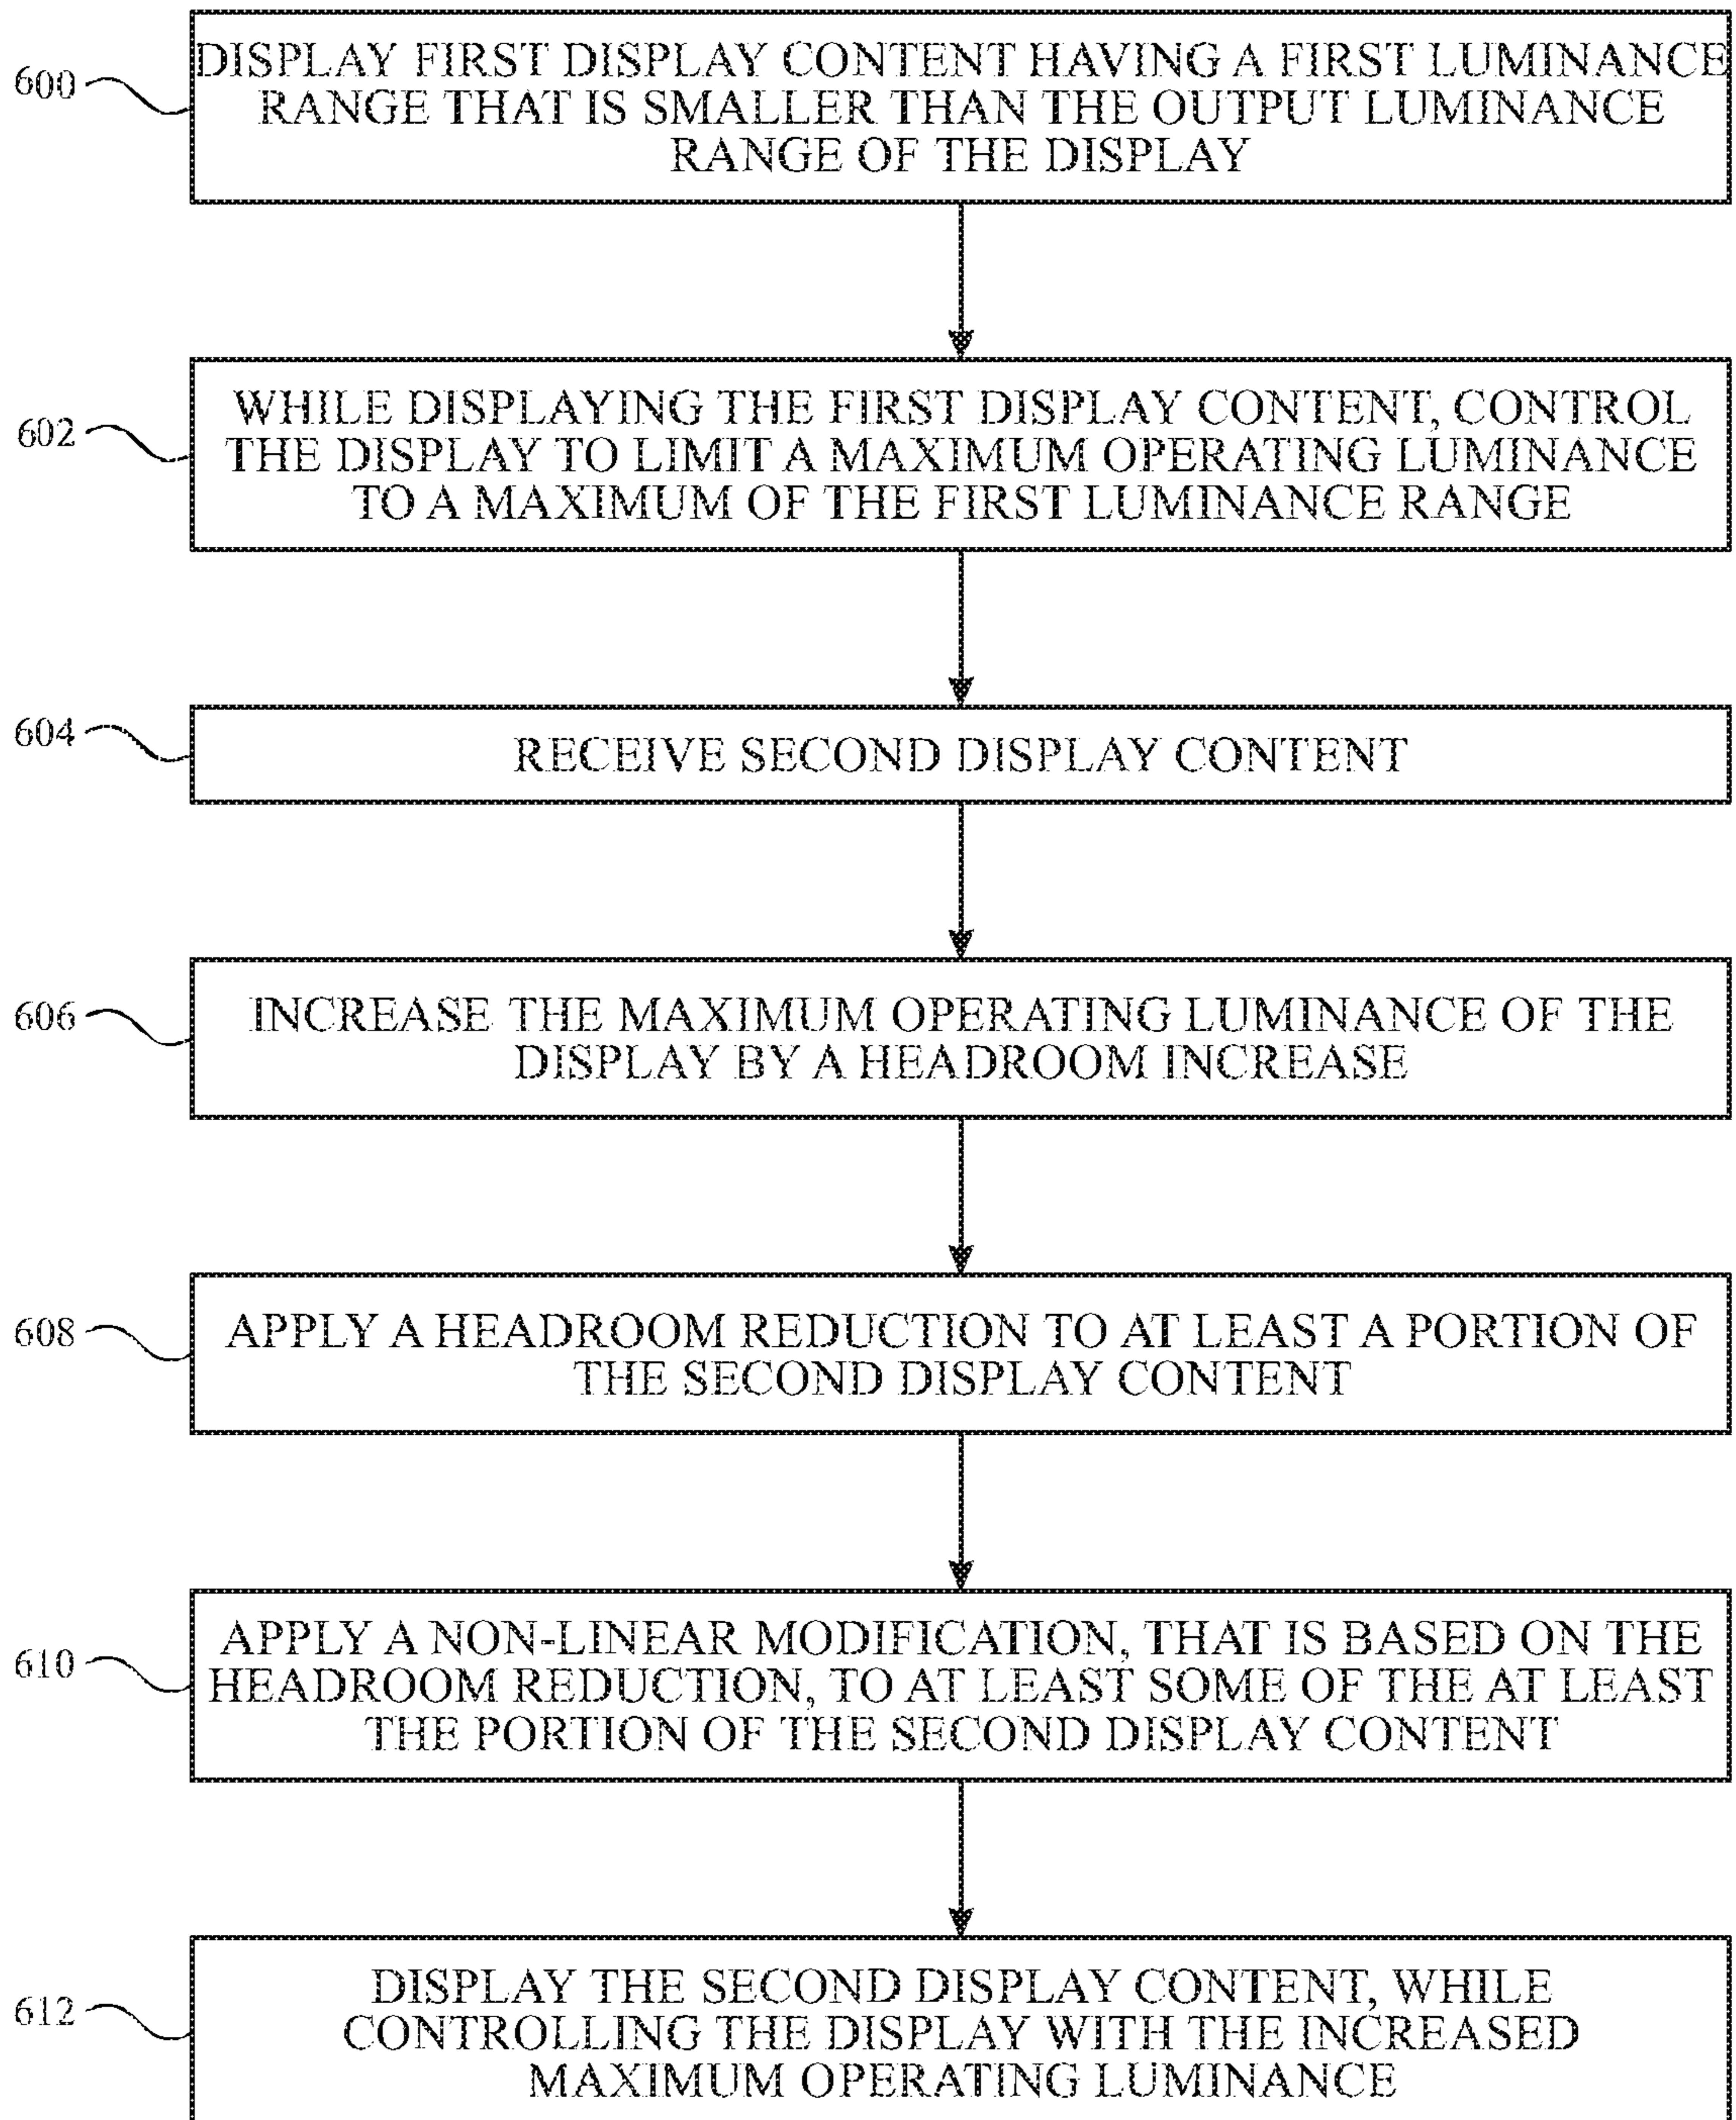 600
DISPLAY FIRST DISPLAY CONTENT HAVING A FIRST LUMINANCE
RANGE THAT IS SMALLER THAN THE OUTPUT LUMINANCE
RANGE OF THE DISPLAY
602
WHILE DISPLAYING THE FIRST DISPLAY CONTENT, CONTROL
THE DISPLAY TO LIMIT A MAXIMUM OPERATING LUMINANCE
TO A MAXIMUM OF THE FIRST LUMINANCE RANGE
604
RECEIVE SECOND DISPLAY CONTENT
606
INCREASE THE MAXIMUM OPERATING LUMINANCE OF THE
DISPLAY BY A HEADROOM INCREASE
608
APPLY A HEADROOM REDUCTION TO AT LEAST A PORTION OF
THE SECOND DISPLAY CONTENT
610
APPLY A NON-LINEAR MODIFICATION, THAT IS BASED ON THE
HEADROOM REDUCTION, TO AT LEAST SOME OF THE AT LEAST
THE PORTION OF THE SECOND DISPLAY CONTENT
612
DISPLAY THE SECOND DISPLAY CONTENT, WHILE
CONTROLLING THE DISPLAY WITH THE INCREASED
MAXIMUM OPERATING LUMINANCE